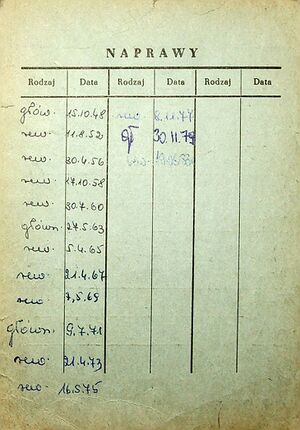 NAPRAWY
Rodzaj Data Rodzaj Data Rodzaj Data
główn. 15.10.48 rew. 8.11.77
rew. 11.8.52 gł 30.11.79
rew. 30.4.56
rew. 17.10.58
rew. 30.7.60
główn. 27.5.63
rew. 5.4.65
rew. 21.4.67
rew. 7,5.69
główn. 9.7.71
rew. 21.4.73
rew. 16.5.75